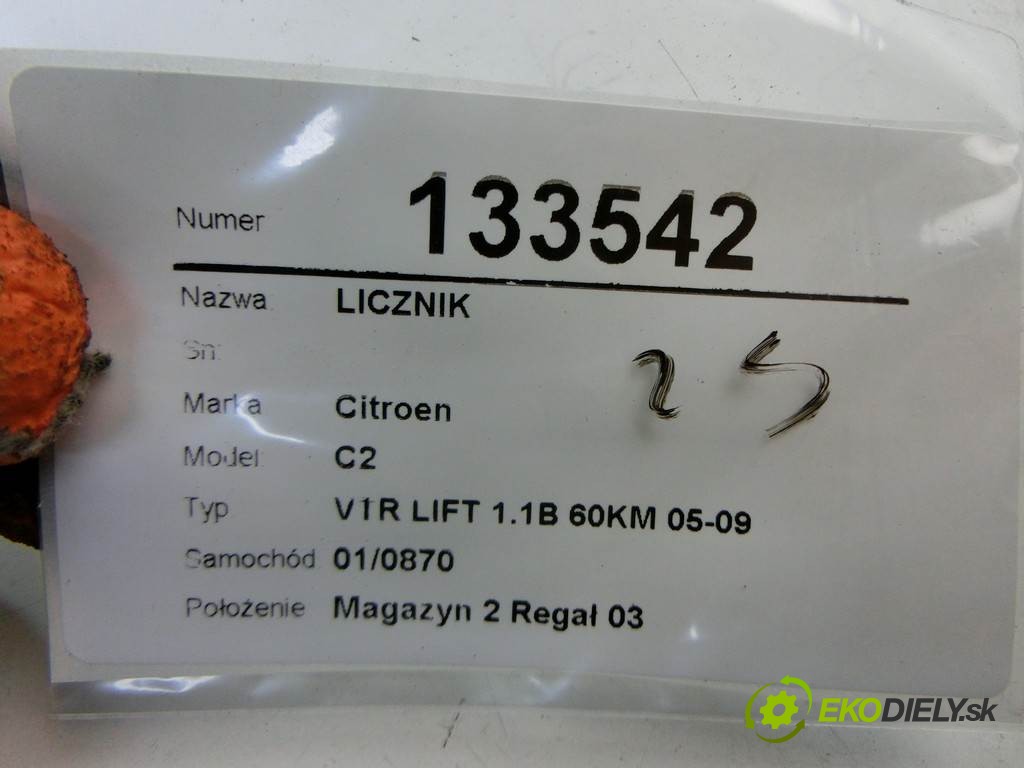 Numer 133542
Nazwa LICZNIK
Sn:
Marka Citroen
Model C2
Typ V1R LIFT 1.1B 60KM 05-09
Samochód 01/0870
Położenie Magazyn 2 Regał 03
25
EKODIELY.sk